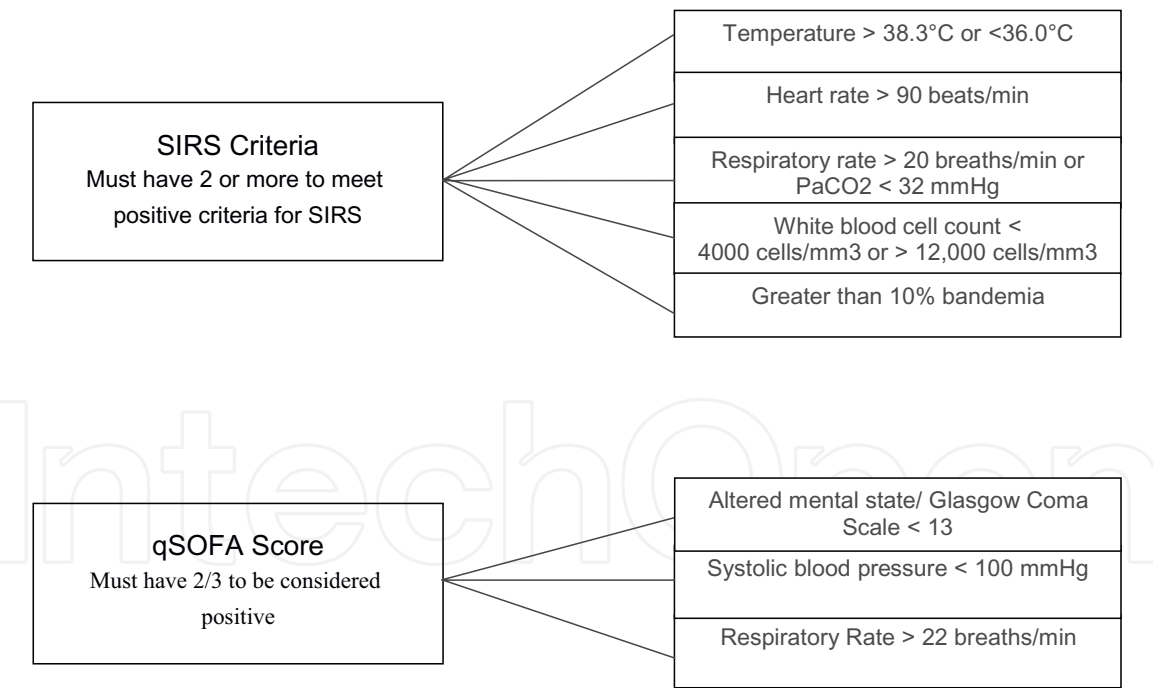 Temperature > 38.3°C or <36.0°C
Heart rate > 90 beats/min
SIRS Criteria
Must have 2 or more to meet
positive criteria for SIRS
Respiratory rate > 20 breaths/min or
PaCO2 < 32 mmHg
White blood cell count <
4000 cells/mm3 or > 12,000 cells/mm3
Greater than 10% bandemia
IntechOpen
qSOFA Score
Must have 2/3 to be considered
positive
Altered mental state/ Glasgow Coma
Scale < 13
Systolic blood pressure < 100 mmHg
Respiratory Rate > 22 breaths/min